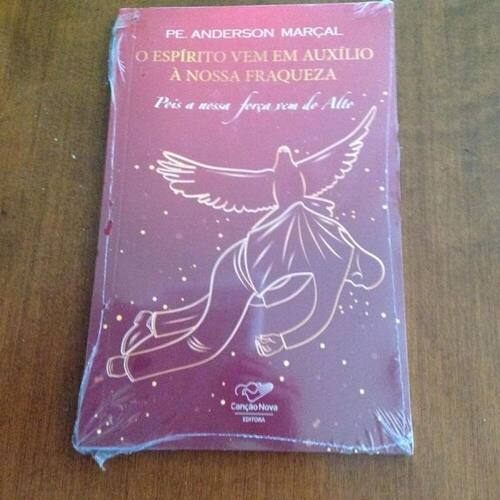 PE. ANDERSON MARÇAL
O ESPÍRITO VEM EM AUXÍLIO
À NOSSA FRAQUEZA
Pois a nossa força vem do Alto
Canção Nova
EDITORA